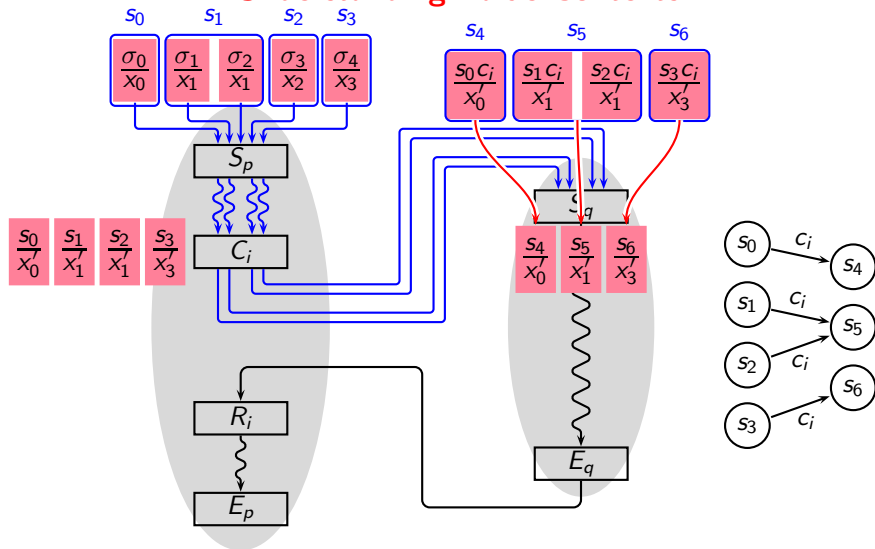 s₀ s₁ s₂ s₃ s₄ s₅ s₆
σ₀/x₀ σ₁/x₁ σ₂/x₁ σ₃/x₂ σ₄/x₃
s₀cᵢ/x′₀ s₁cᵢ/x′₁ s₂cᵢ/x′₁ s₃cᵢ/x′₃
Sₚ
S_q
s₀/x′₀ s₁/x′₁ s₂/x′₁ s₃/x′₃
Cᵢ
s₄/x′₀ s₅/x′₁ s₆/x′₃
s₀ cᵢ s₄
s₁ cᵢ s₅
s₂ cᵢ
s₃ cᵢ s₆
Rᵢ
E_q
Eₚ